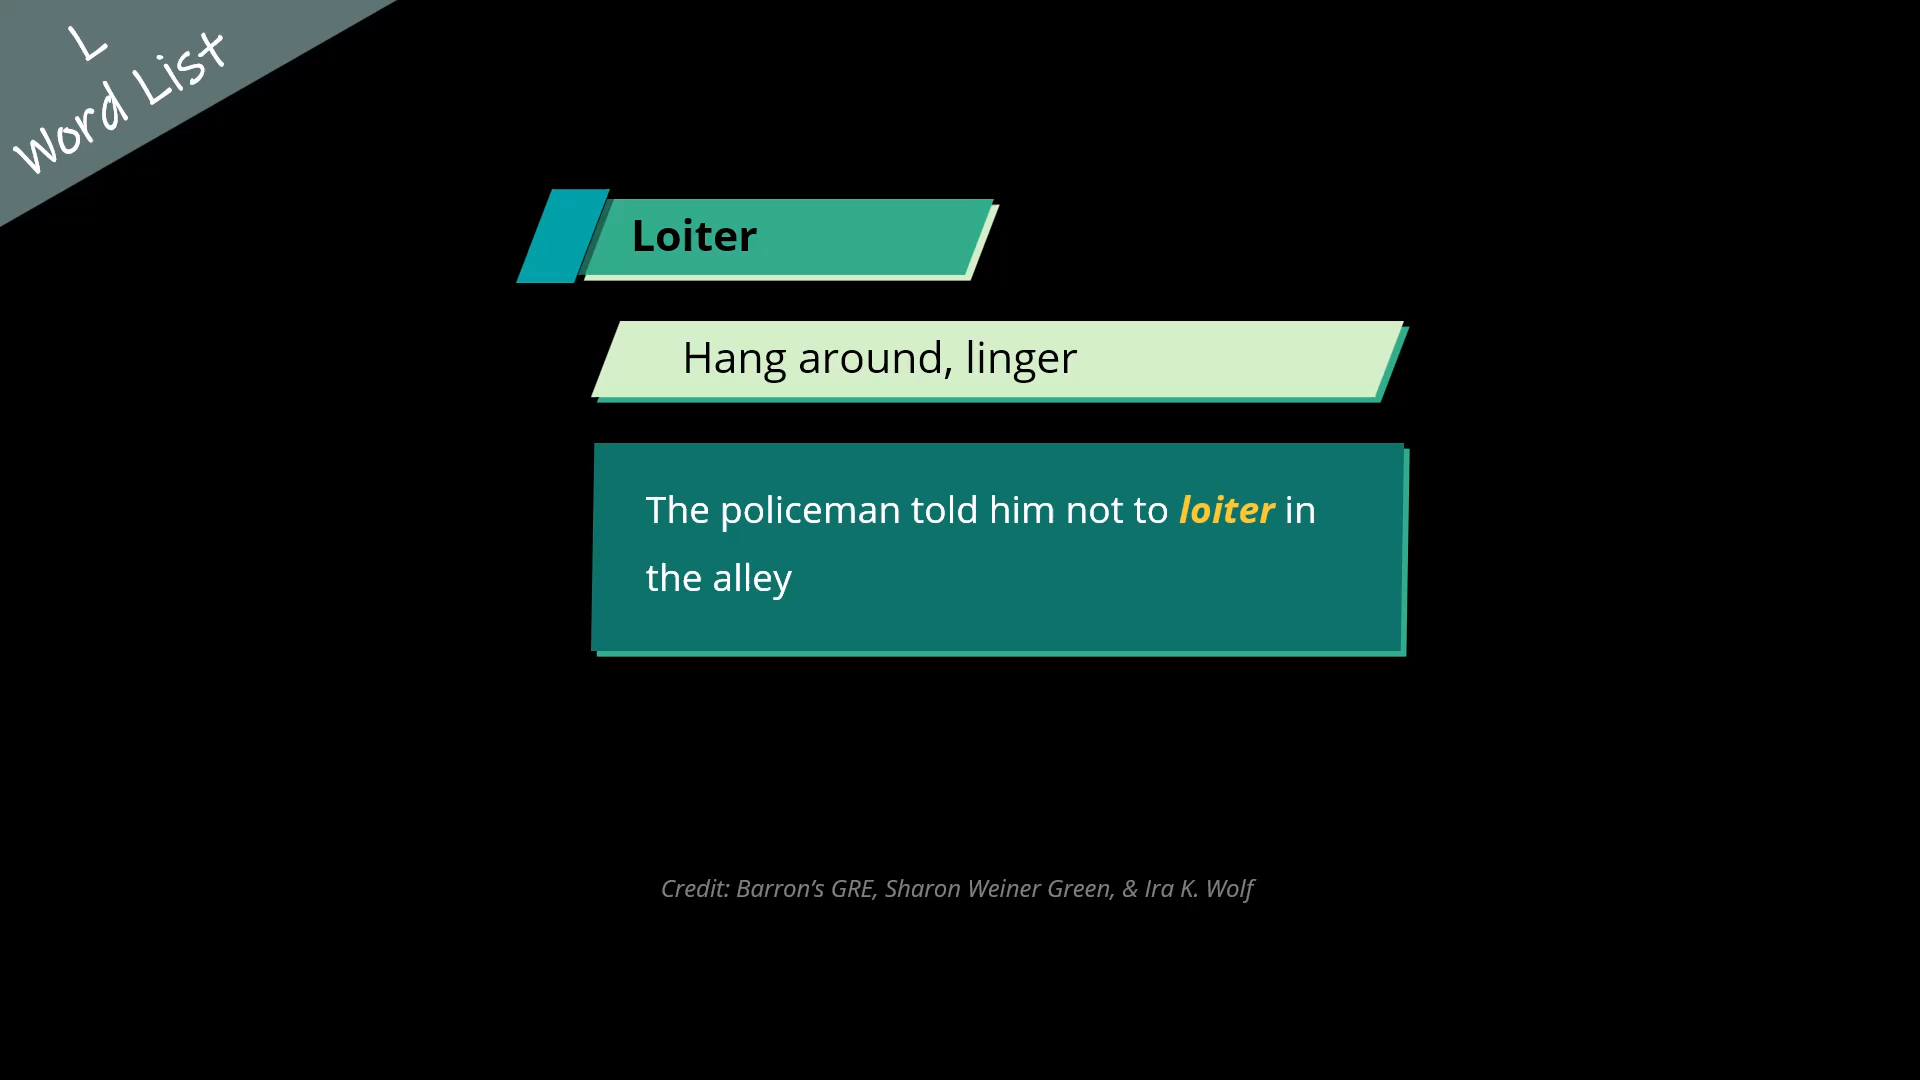 L
Word List
Loiter
Hang around, linger
The policeman told him not to loiter in
the alley
Credit: Barron’s GRE, Sharon Weiner Green, & Ira K. Wolf